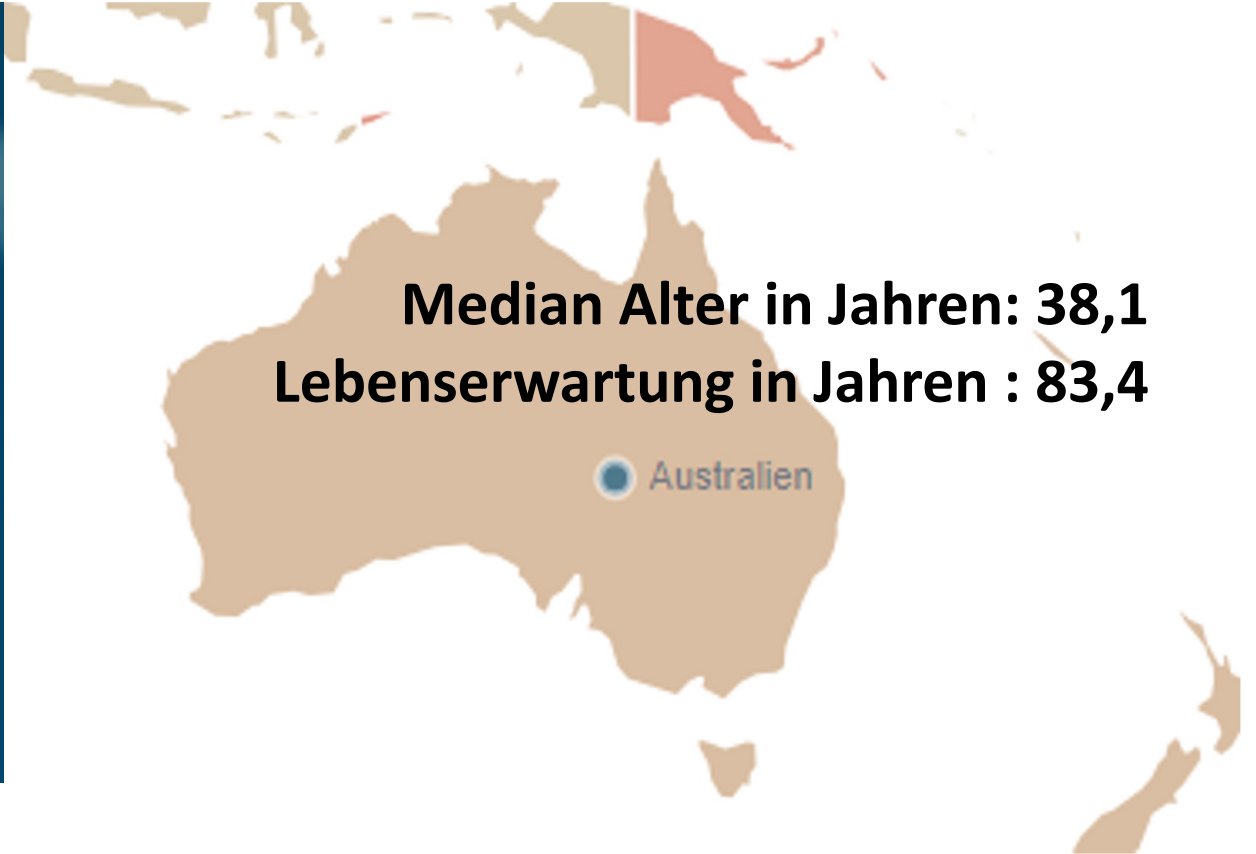 Median Alter in Jahren: 38,1
Lebenserwartung in Jahren : 83,4
Australien